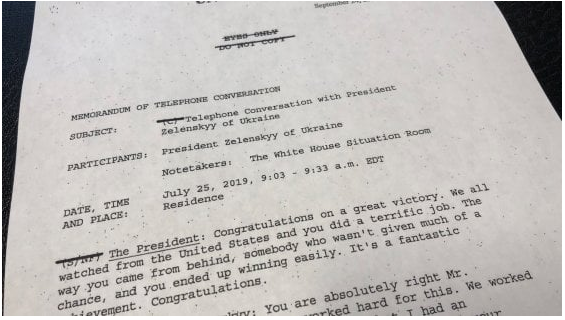 EYES ONLY
DO NOT COPY
MEMORANDUM OF TELEPHONE CONVERSATION
SUBJECT: (C) Telephone Conversation with President
Zelenskyy of Ukraine
PARTICIPANTS: President Zelenskyy of Ukraine
Notetakers: The White House Situation Room
DATE, TIME July 25, 2019, 9:03 - 9:33 a.m. EDT
AND PLACE: Residence
(S/NF) The President: Congratulations on a great victory. We all
watched from the United States and you did a terrific job. The
way you came from behind, somebody who wasn't given much of a
chance, and you ended up winning easily. It's a fantastic
achievement. Congratulations.
You are absolutely right Mr.
worked hard for this. We worked
I had an